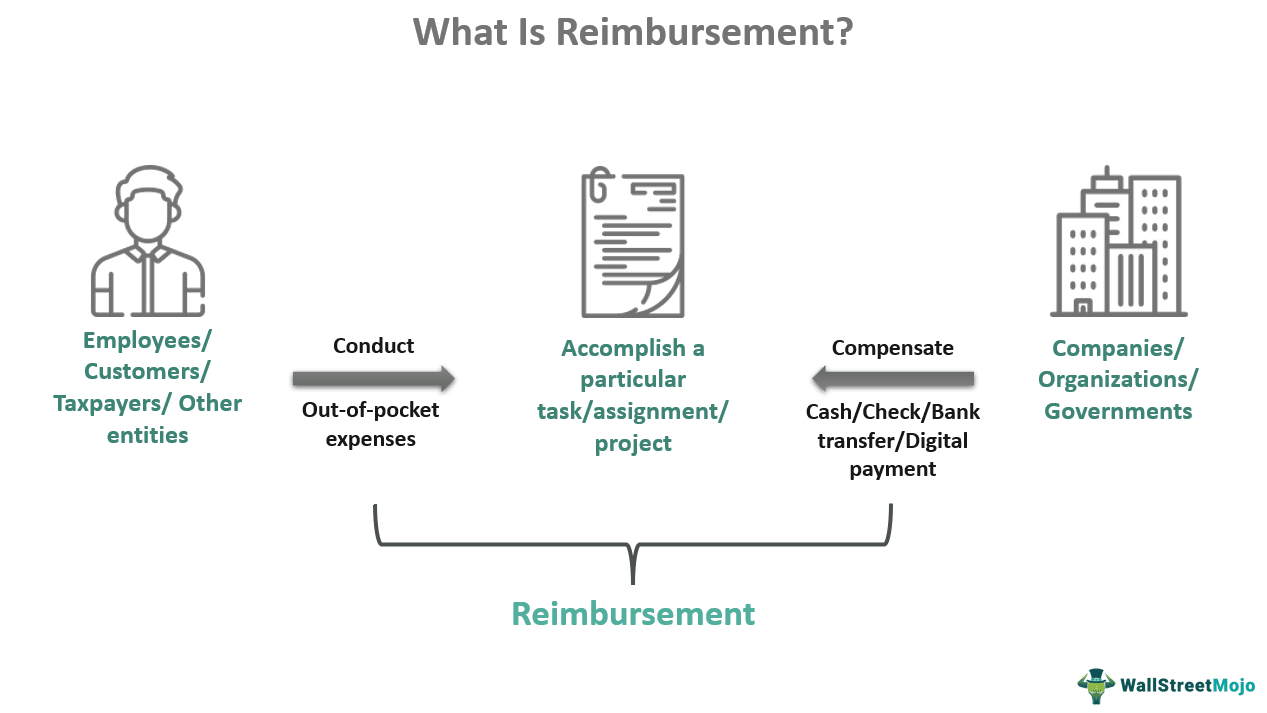 What Is Reimbursement?
Employees/
Customers/
Taxpayers/ Other
entities
Conduct
Out-of-pocket
expenses
Accomplish a
particular
task/assignment/
project
Compensate
Cash/Check/Bank
transfer/Digital
payment
Companies/
Organizations/
Governments
Reimbursement
WallStreetMojo